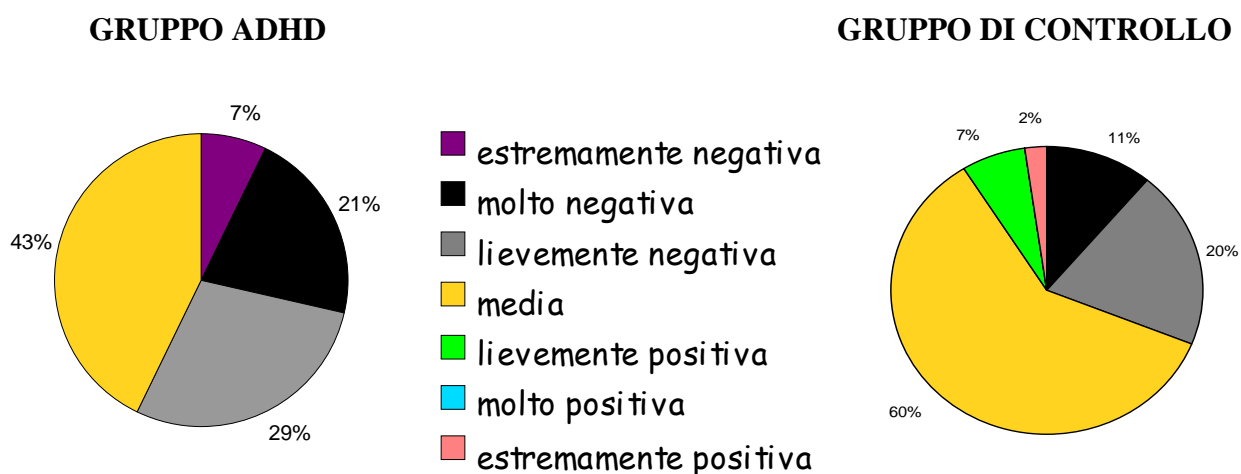 GRUPPO ADHD
7%
21%
43%
29%
estremamente negativa
molto negativa
lievemente negativa
media
lievemente positiva
molto positiva
estremamente positiva
GRUPPO DI CONTROLLO
2%
7%
11%
20%
60%